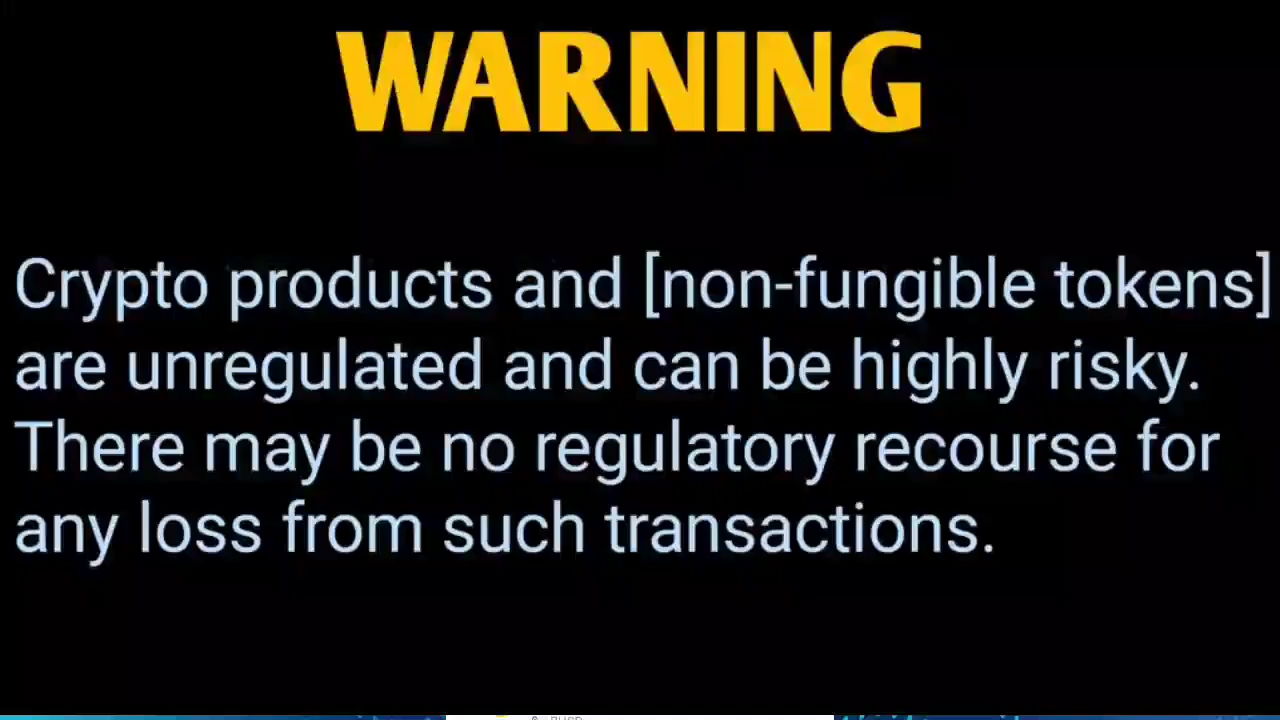 WARNING
Crypto products and [non-fungible tokens]
are unregulated and can be highly risky.
There may be no regulatory recourse for
any loss from such transactions.